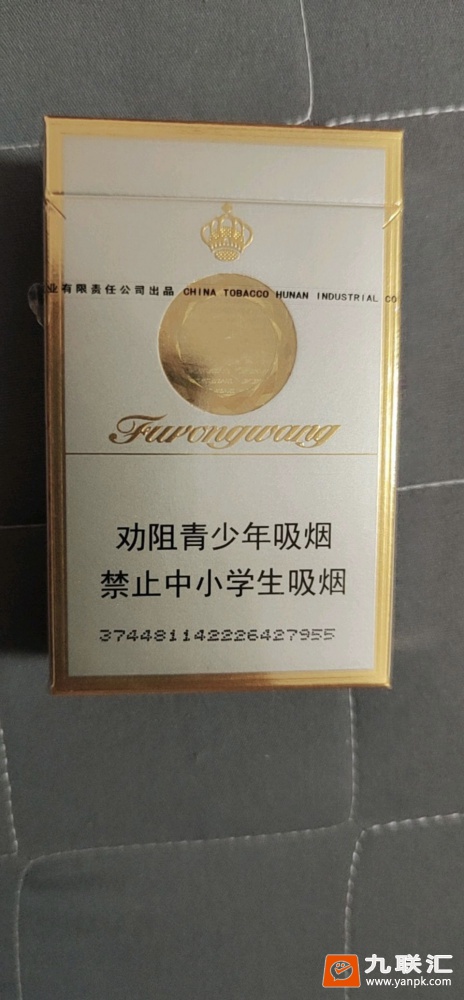 业有限责任公司出品 CHINA TOBACCO HUNAN INDUSTRIAL CO
Furongwang
劝阻青少年吸烟
禁止中小学生吸烟
374481142226427955
九联汇
www.yanpk.com